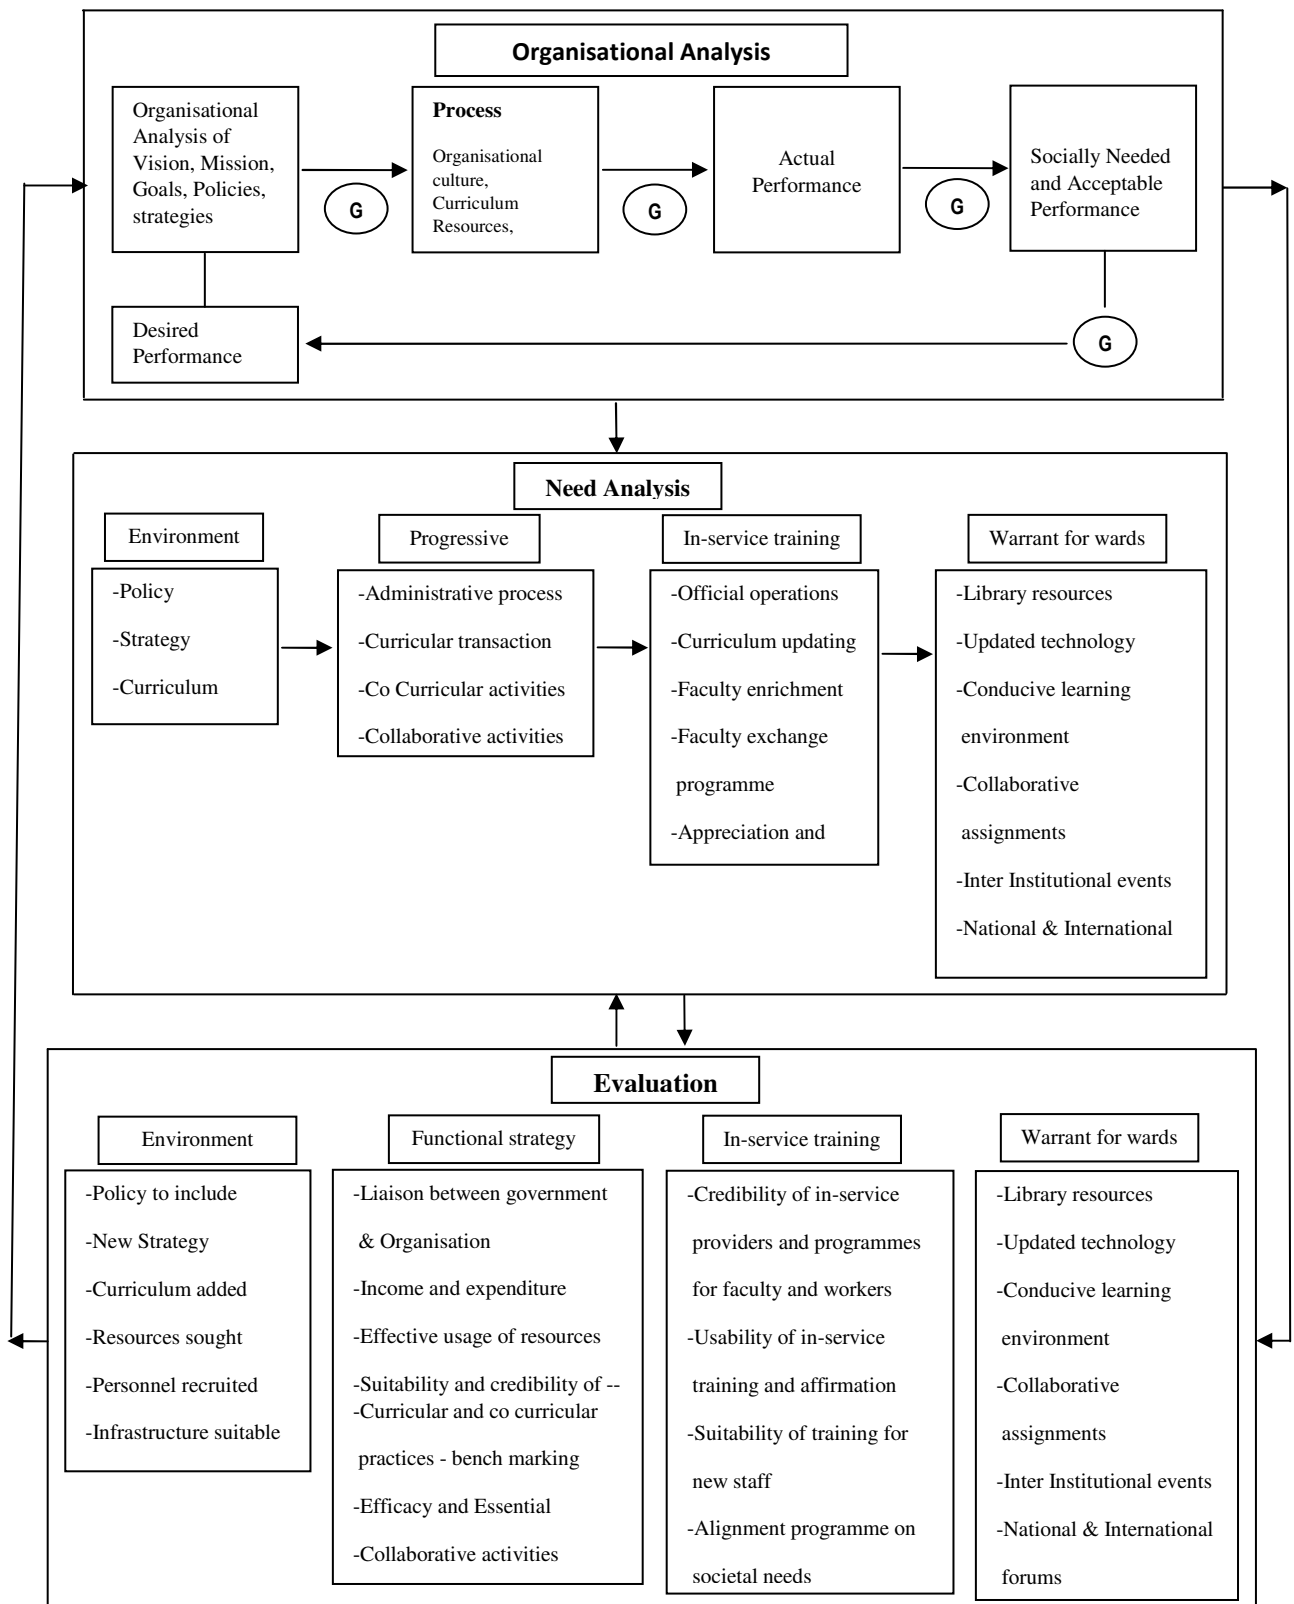 Organisational Analysis
Organisational
Analysis of
Vision, Mission,
Goals, Policies,
strategies
G
Process
Organisational
culture,
Curriculum
Resources,
G
Actual
Performance
G
Socially Needed
and Acceptable
Performance
Desired
Performance
G
Need Analysis
Environment
-Policy
-Strategy
-Curriculum
Progressive
-Administrative process
-Curricular transaction
-Co Curricular activities
-Collaborative activities
In-service training
-Official operations
-Curriculum updating
-Faculty enrichment
-Faculty exchange
programme
-Appreciation and
Warrant for wards
-Library resources
-Updated technology
-Conducive learning
environment
-Collaborative
assignments
-Inter Institutional events
-National & International
Evaluation
Environment
-Policy to include
-New Strategy
-Curriculum added
-Resources sought
-Personnel recruited
-Infrastructure suitable
Functional strategy
-Liaison between government
& Organisation
-Income and expenditure
-Effective usage of resources
-Suitability and credibility of --
-Curricular and co curricular
practices - bench marking
-Efficacy and Essential
-Collaborative activities
In-service training
-Credibility of in-service
providers and programmes
for faculty and workers
-Usability of in-service
training and affirmation
-Suitability of training for
new staff
-Alignment programme on
societal needs
Warrant for wards
-Library resources
-Updated technology
-Conducive learning
environment
-Collaborative
assignments
-Inter Institutional events
-National & International
forums